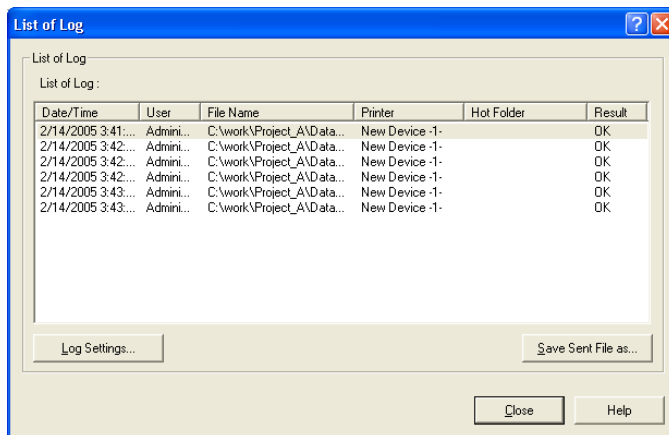 List of Log
List of Log
List of Log :
Date/Time User File Name Printer Hot Folder Result
2/14/2005 3:41:... Admini... C:\work\Project_A\Data... New Device -1- OK
2/14/2005 3:42:... Admini... C:\work\Project_A\Data... New Device -1- OK
2/14/2005 3:42:... Admini... C:\work\Project_A\Data... New Device -1- OK
2/14/2005 3:42:... Admini... C:\work\Project_A\Data... New Device -1- OK
2/14/2005 3:43:... Admini... C:\work\Project_A\Data... New Device -1- OK
2/14/2005 3:43:... Admini... C:\work\Project_A\Data... New Device -1- OK
Log Settings... Save Sent File as...
Close Help